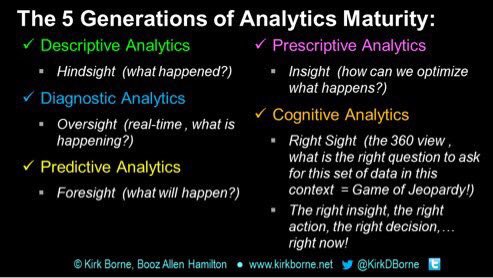 The 5 Generations of Analytics Maturity:
✓ Descriptive Analytics
▪ Hindsight (what happened?)
✓ Diagnostic Analytics
▪ Oversight (real-time , what is
happening?)
✓ Predictive Analytics
▪ Foresight (what will happen?)
✓ Prescriptive Analytics
▪ Insight (how can we optimize
what happens?)
✓ Cognitive Analytics
▪ Right Sight (the 360 view ,
what is the right question to ask
for this set of data in this
context = Game of Jeopardy!)
▪ The right insight, the right
action, the right decision,…
right now!
© Kirk Borne, Booz Allen Hamilton ● www.kirkborne.net @KirkDBorne